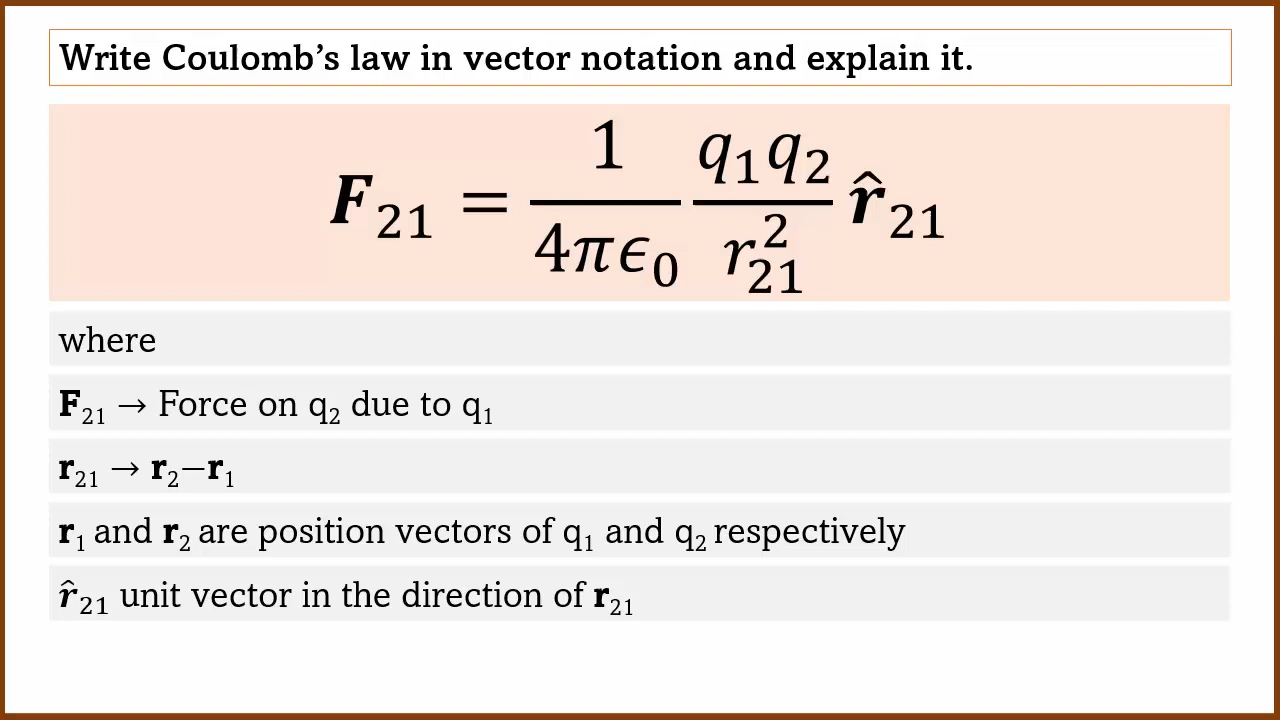 Write Coulomb’s law in vector notation and explain it.
𝑭₂₁ = 1/(4πϵ₀) q₁q₂/r₂₁² 𝒓̂₂₁
where
F₂₁ → Force on q₂ due to q₁
r₂₁ → r₂−r₁
r₁ and r₂ are position vectors of q₁ and q₂ respectively
r̂₂₁ unit vector in the direction of r₂₁